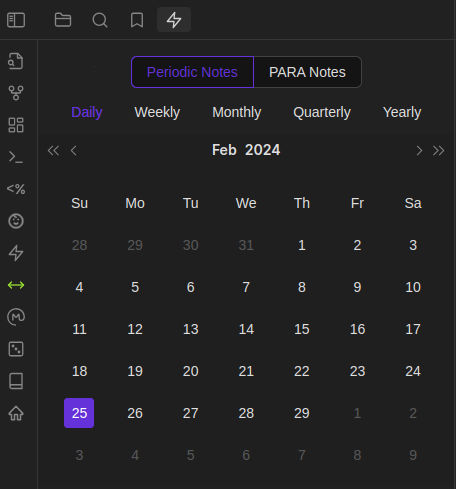 Periodic Notes PARA Notes
Daily Weekly Monthly Quarterly Yearly
Feb 2024
Su Mo Tu We Th Fr Sa
28 29 30 31 1 2 3
4 5 6 7 8 9 10
<%
11 12 13 14 15 16 17
18 19 20 21 22 23 24
25 26 27 28 29 1 2
3 4 5 6 7 8 9